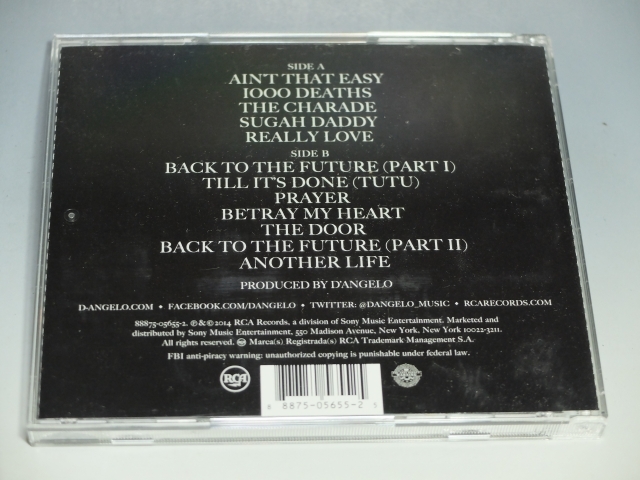 SIDE A
AIN'T THAT EASY
1000 DEATHS
THE CHARADE
SUGAH DADDY
REALLY LOVE
SIDE B
BACK TO THE FUTURE (PART I)
TILL IT'S DONE (TUTU)
PRAYER
BETRAY MY HEART
THE DOOR
BACK TO THE FUTURE (PART II)
ANOTHER LIFE
PRODUCED BY D'ANGELO
D-ANGELO.COM • FACEBOOK.COM/DANGELO • TWITTER: @DANGELO_MUSIC • RCARECORDS.COM
88875-05655-2. ℗&©2014 RCA Records, a division of Sony Music Entertainment. Marketed and
distributed by Sony Music Entertainment, 550 Madison Avenue, New York, New York 10022-3211.
All rights reserved. Marca(s) Registrada(s) RCA Trademark Management S.A.
FBI anti-piracy warning: unauthorized copying is punishable under federal law.
RCA
8 8875-05655-2